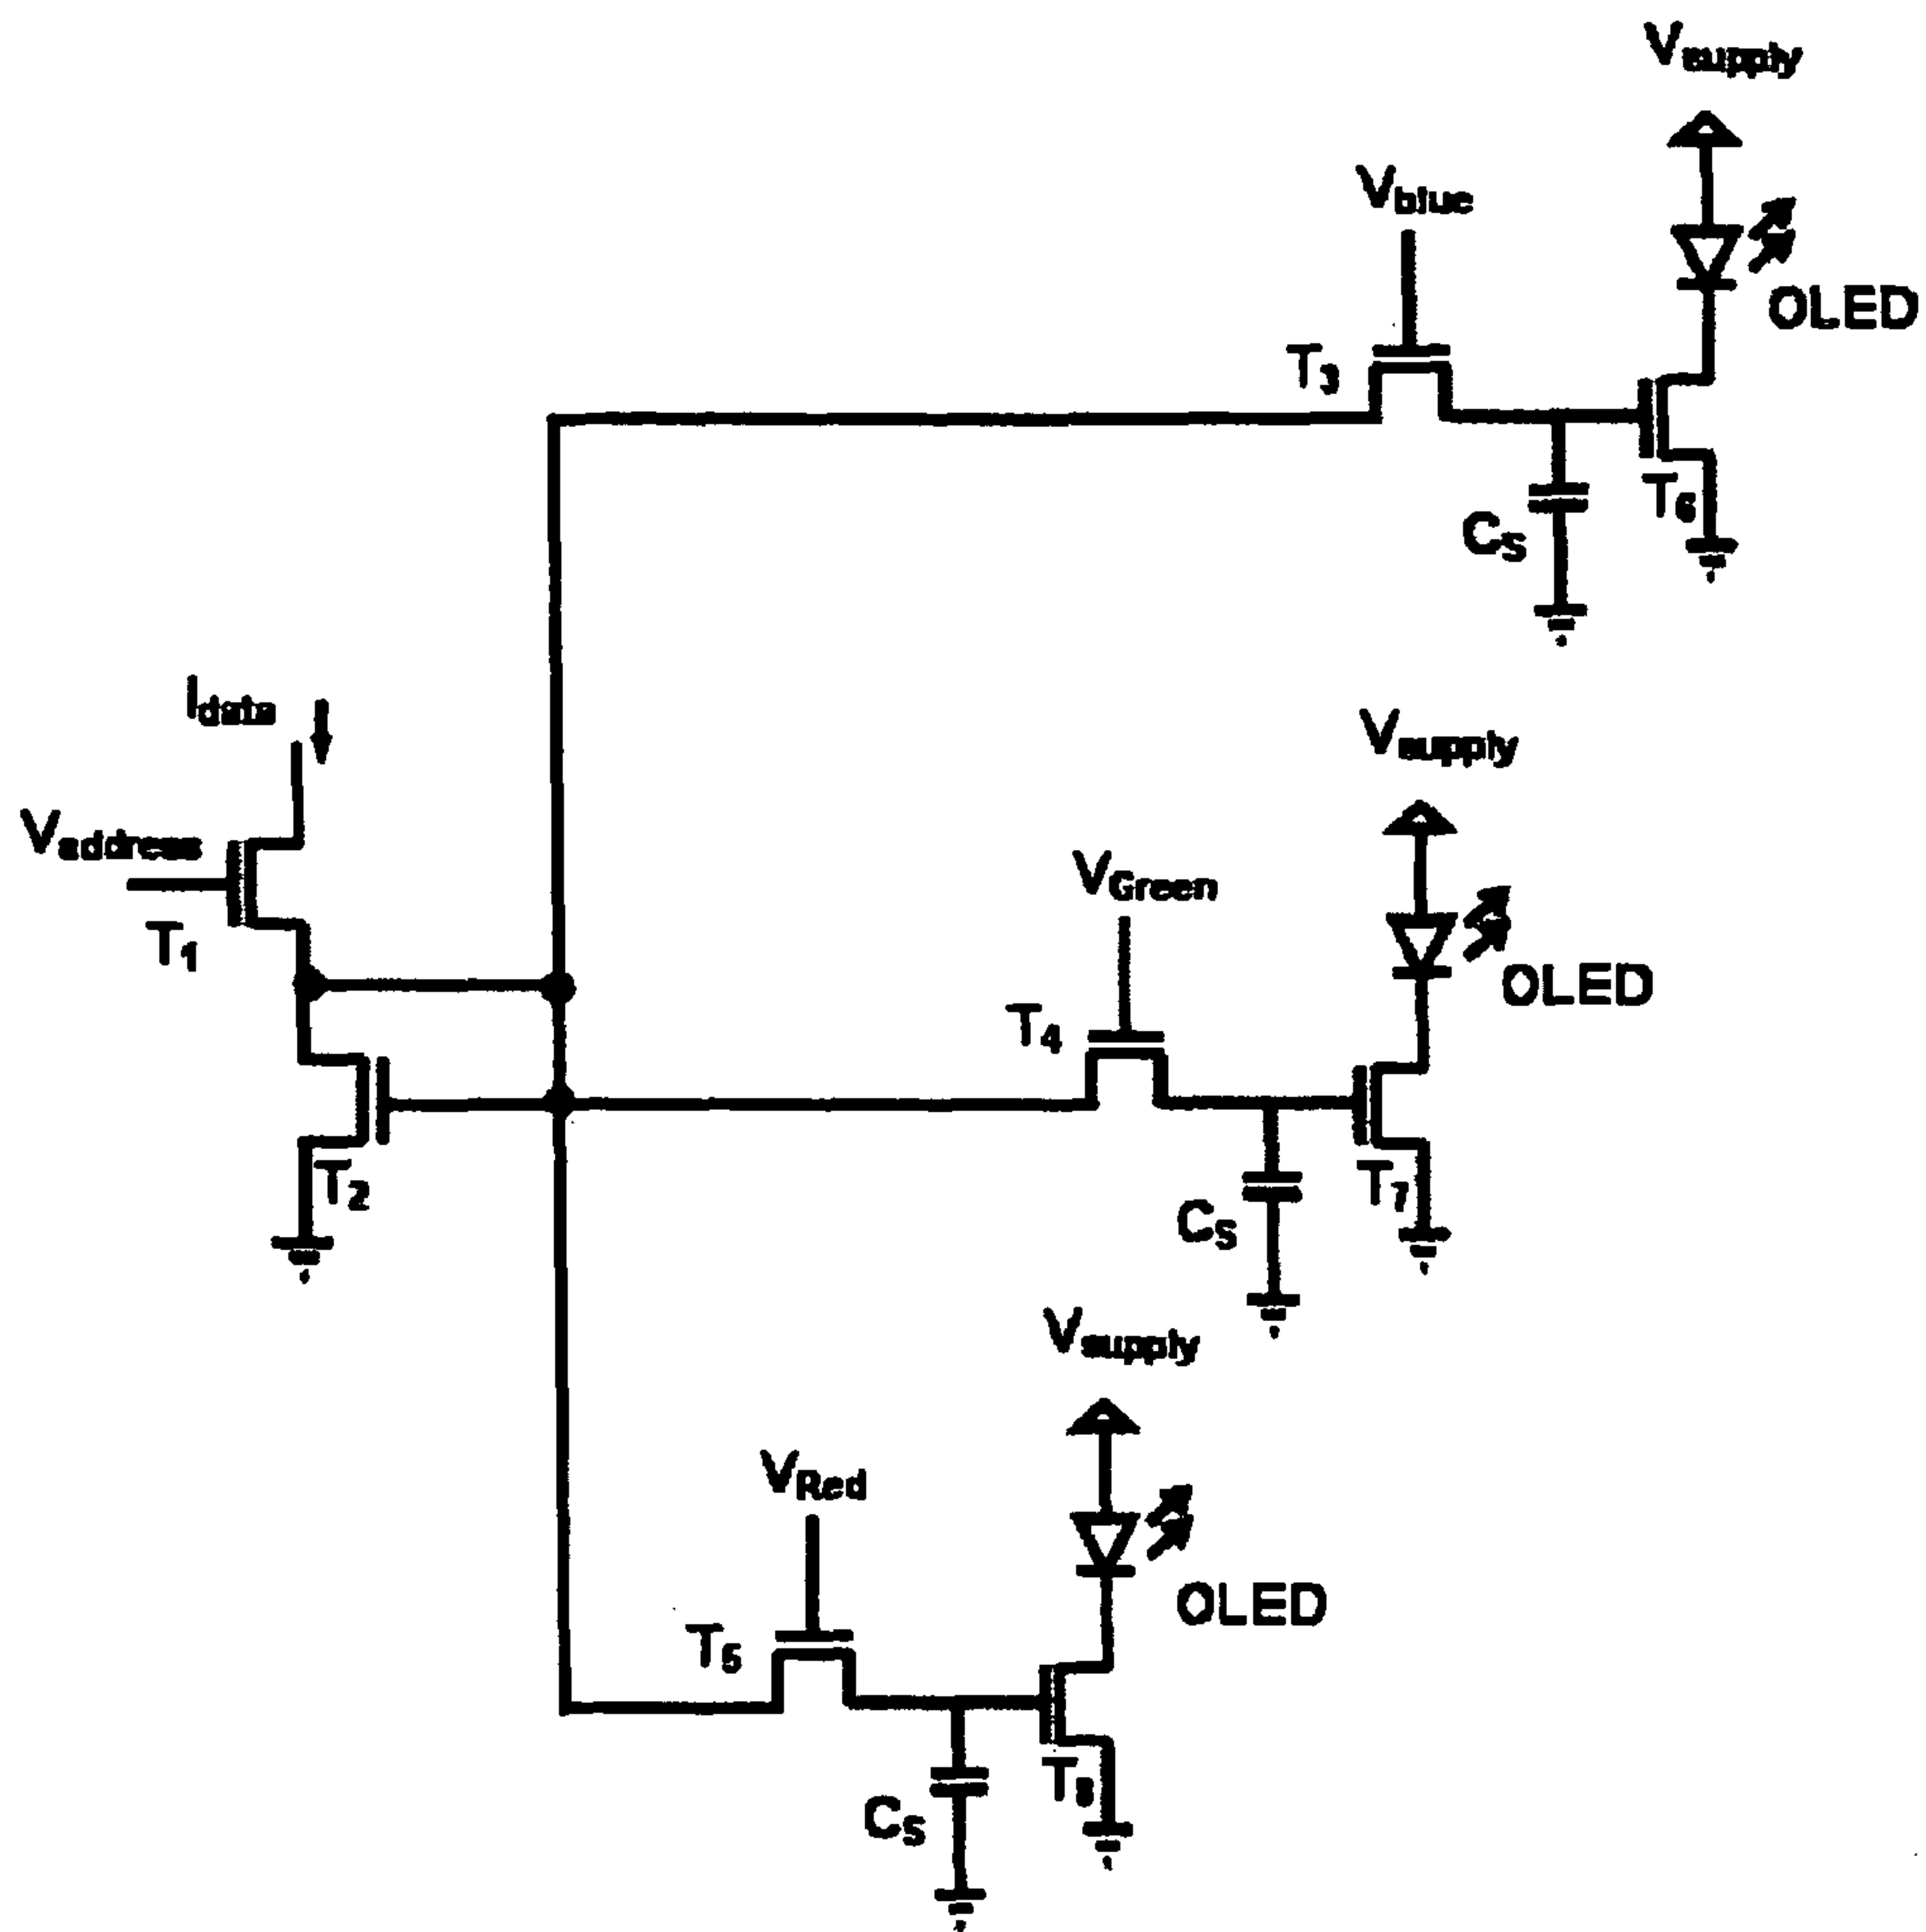 Vsupply
Vblue
OLED
T3
T6
Cs
Idata
Vsupply
Vaddress
VGreen
T1
OLED
T4
T2
T7
Cs
Vsupply
VRed
OLED
T5
T8
Cs